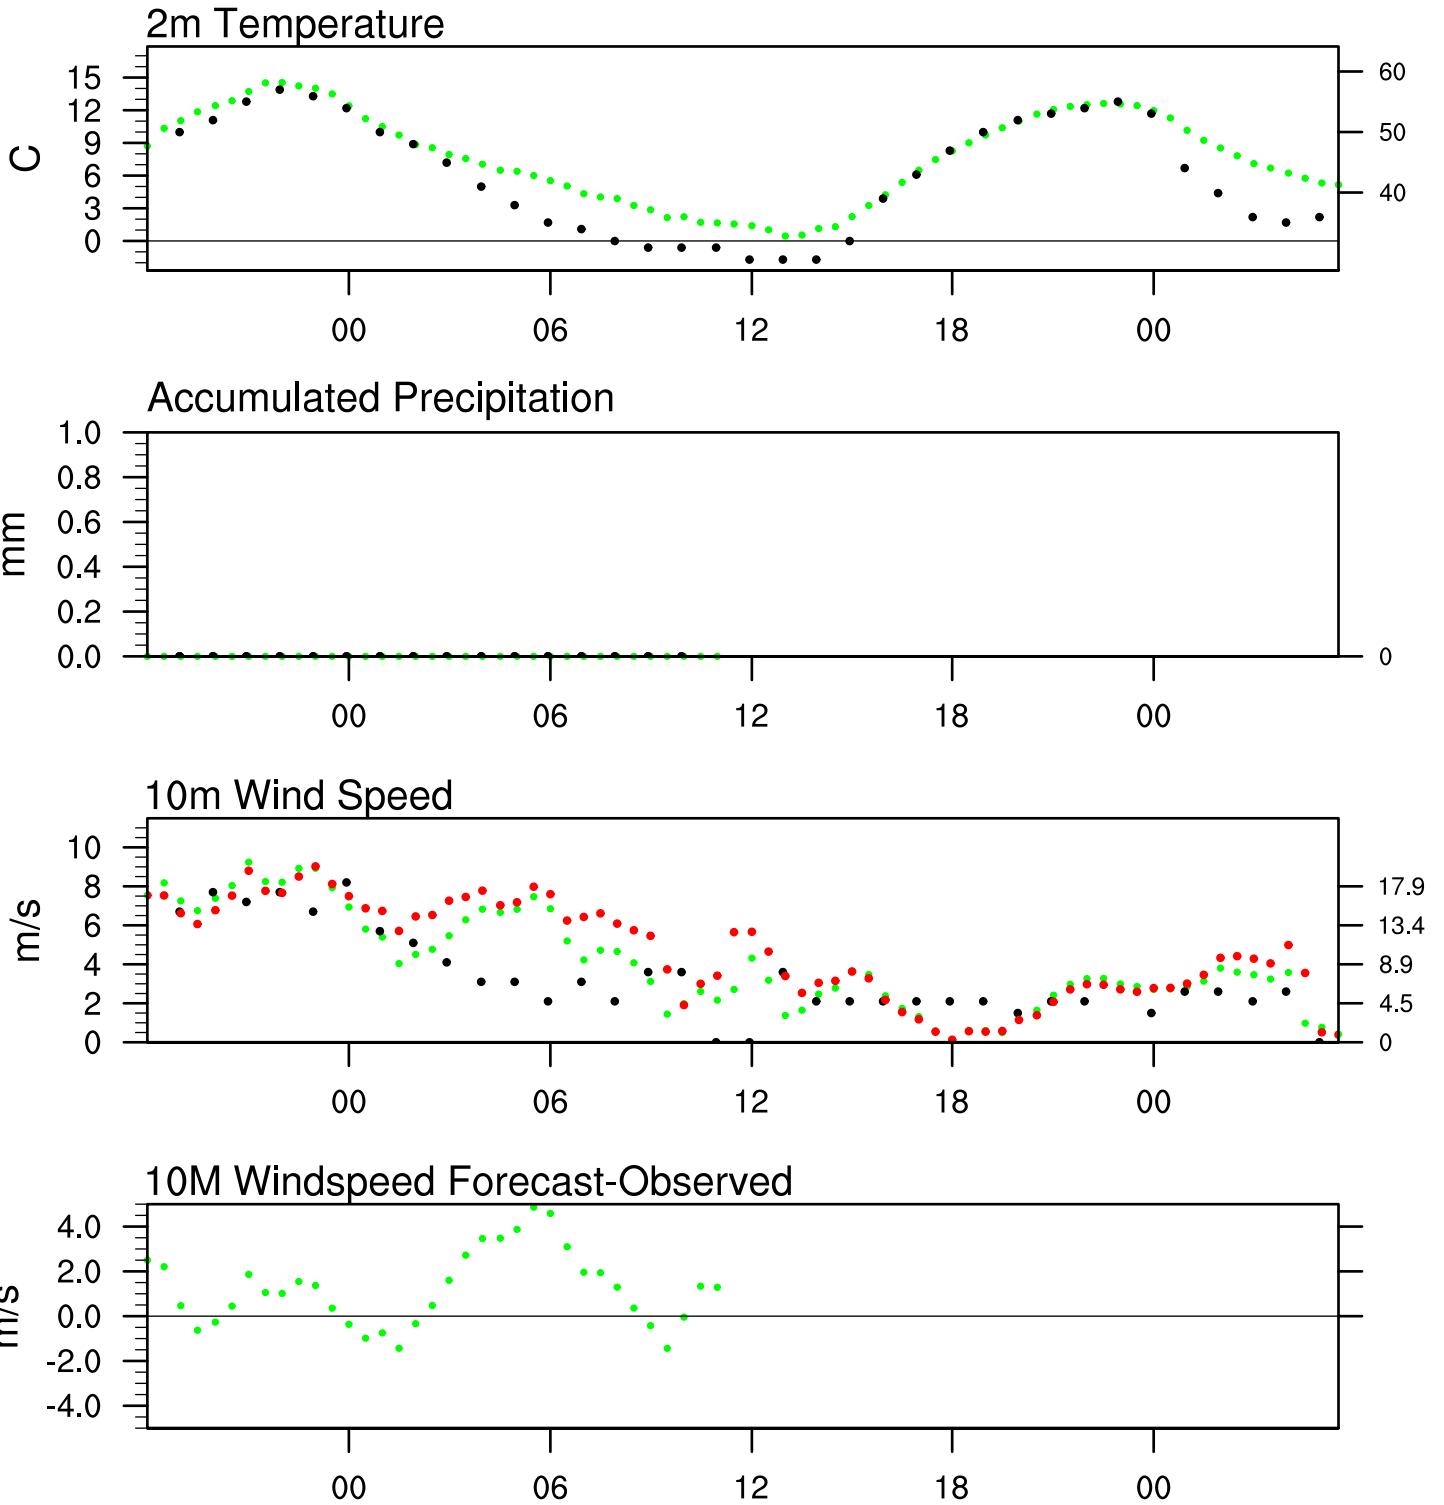 2m Temperature
C
15
12
9
6
3
0
60
50
40
00 06 12 18 00
Accumulated Precipitation
mm
1.0
0.8
0.6
0.4
0.2
0.0
0
00 06 12 18 00
10m Wind Speed
m/s
10
8
6
4
2
0
17.9
13.4
8.9
4.5
0
00 06 12 18 00
10M Windspeed Forecast-Observed
m/s
4.0
2.0
0.0
-2.0
-4.0
00 06 12 18 00